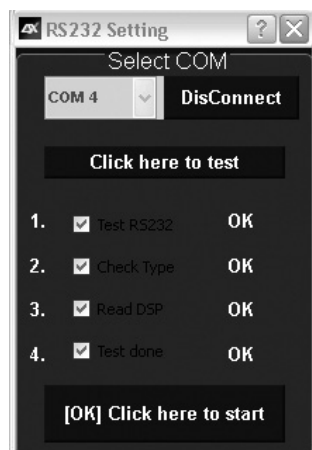 RS232 Setting
Select COM
COM 4 DisConnect
Click here to test
1. Test RS232 OK
2. Check Type OK
3. Read DSP OK
4. Test done OK
[OK] Click here to start